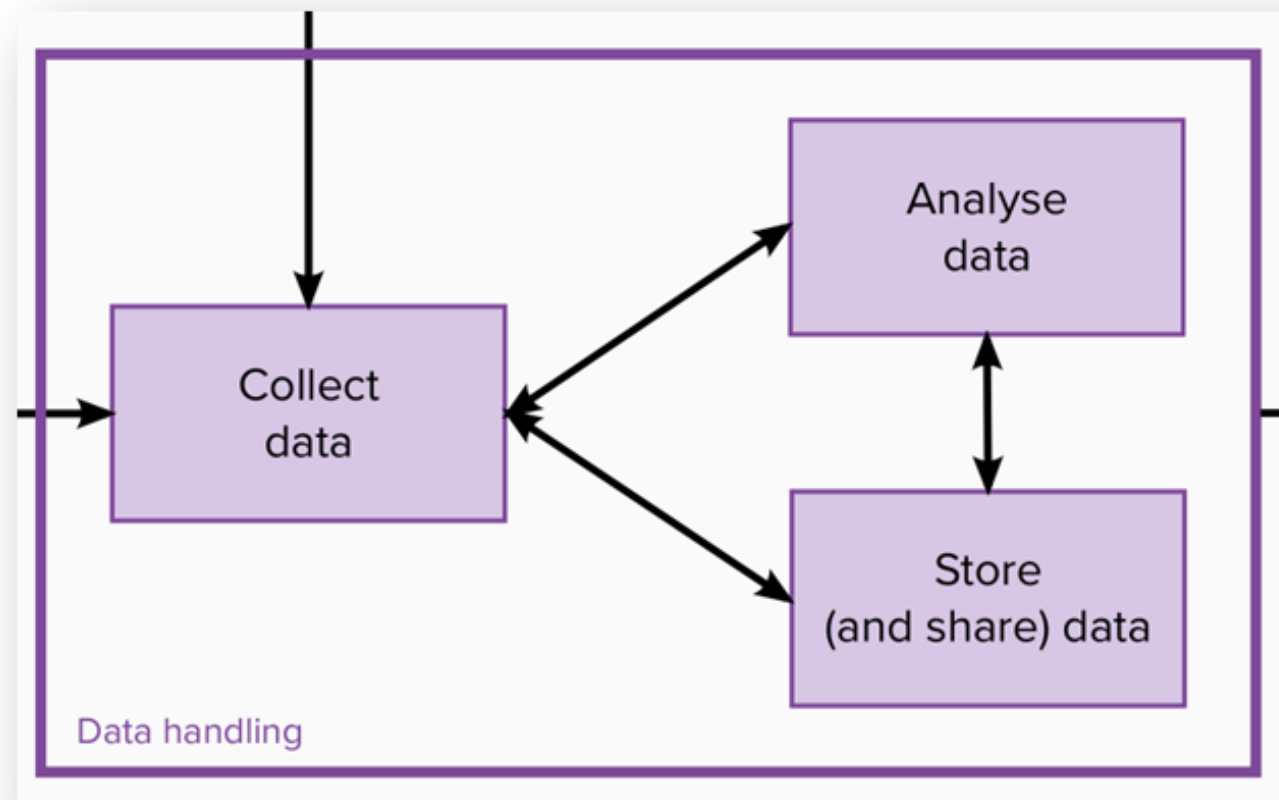 Analyse
data
Collect
data
Store
(and share) data
Data handling